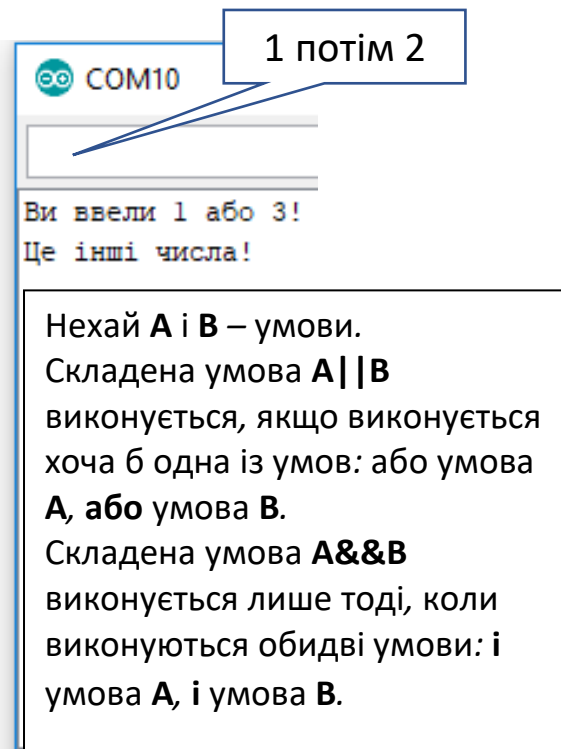 1 потім 2
COM10
Ви ввели 1 або 3!
Це інші числа!
Нехай A і B – умови.
Складена умова A||B
виконується, якщо виконується
хоча б одна із умов: або умова
A, або умова B.
Складена умова A&&B
виконується лише тоді, коли
виконуються обидві умови: і
умова A, і умова B.